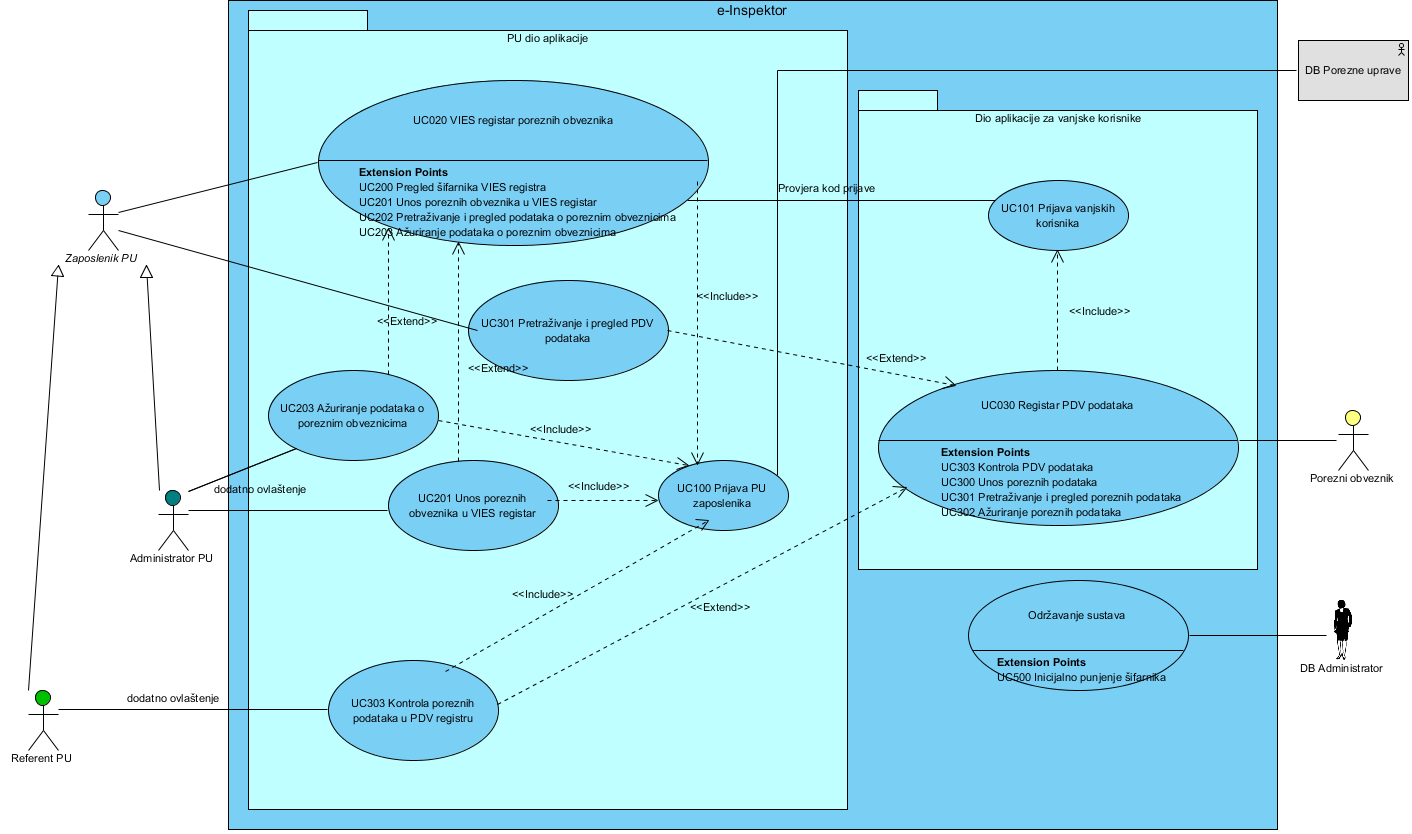 e-Inspektor
PU dio aplikacije
DB Porezne uprave
UC020 VIES registar poreznih obveznika
Extension Points
UC200 Pregled šifarnika VIES registra
UC201 Unos poreznih obveznika u VIES registar
UC202 Pretraživanje i pregled podataka o poreznim obveznicima
UC203 Ažuriranje podataka o poreznim obveznicima
Dio aplikacije za vanjske korisnike
Provjera kod prijave
UC101 Prijava vanjskih
korisnika
Zaposlenik PU
<<Include>>
<<Include>>
<<Extend>>
UC301 Pretraživanje i pregled PDV
podataka
<<Extend>>
<<Extend>>
UC203 Ažuriranje podataka o
poreznim obveznicima
<<Include>>
UC030 Registar PDV podataka
Extension Points
UC303 Kontrola PDV podataka
UC300 Unos poreznih podataka
UC301 Pretraživanje i pregled poreznih podataka
UC302 Ažuriranje poreznih podataka
Porezni obveznik
dodatno ovlaštenje
Administrator PU
UC201 Unos poreznih
obveznika u VIES registar
<<Include>>
UC100 Prijava PU
zaposlenika
<<Include>>
<<Extend>>
Održavanje sustava
Extension Points
UC500 Inicijalno punjenje šifarnika
DB Administrator
dodatno ovlaštenje
UC303 Kontrola poreznih
podataka u PDV registru
Referent PU